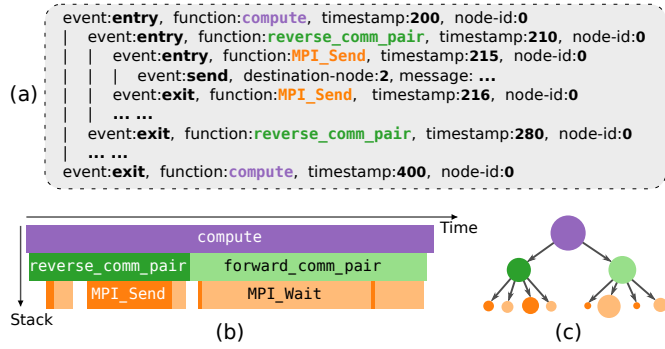 event:entry, function:compute, timestamp:200, node-id:0
| event:entry, function:reverse_comm_pair, timestamp:210, node-id:0
| | event:entry, function:MPI_Send, timestamp:215, node-id:0
| | | event:send, destination-node:2, message: ...
| | event:exit, function:MPI_Send, timestamp:216, node-id:0
| | ... ...
| event:exit, function:reverse_comm_pair, timestamp:280, node-id:0
| ... ...
event:exit, function:compute, timestamp:400, node-id:0
(a)
Time
compute
reverse_comm_pair forward_comm_pair
MPI_Send MPI_Wait
Stack
(b)
(c)